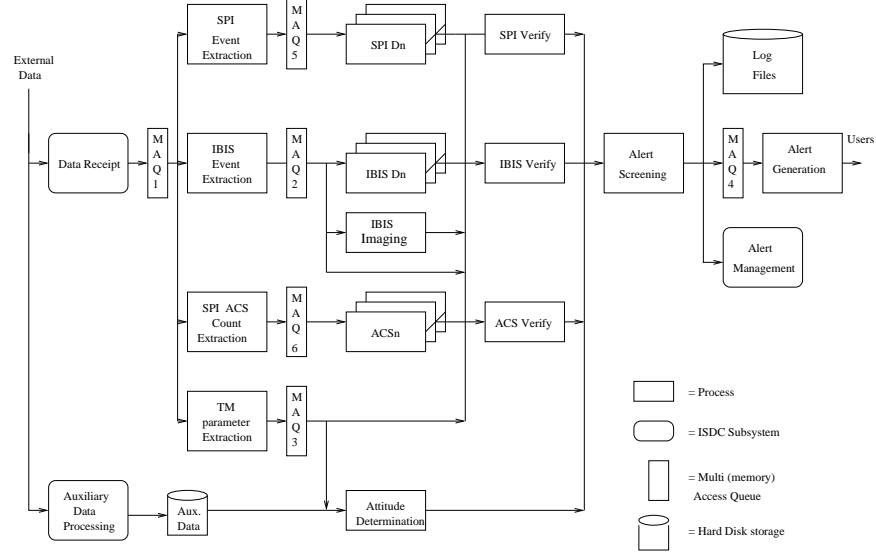 External
Data
Data Receipt
M
A
Q
1
SPI
Event
Extraction
M
A
Q
5
SPI Dn
SPI Verify
IBIS
Event
Extraction
M
A
Q
2
IBIS Dn
IBIS Verify
IBIS
Imaging
SPI ACS
Count
Extraction
M
A
Q
6
ACSn
ACS Verify
TM
parameter
Extraction
M
A
Q
3
Auxiliary
Data
Processing
Aux.
Data
Attitude
Determination
Alert
Screening
Log
Files
M
A
Q
4
Alert
Generation
Users
Alert
Management
= Process
= ISDC Subsystem
= Multi (memory)
Access Queue
= Hard Disk storage